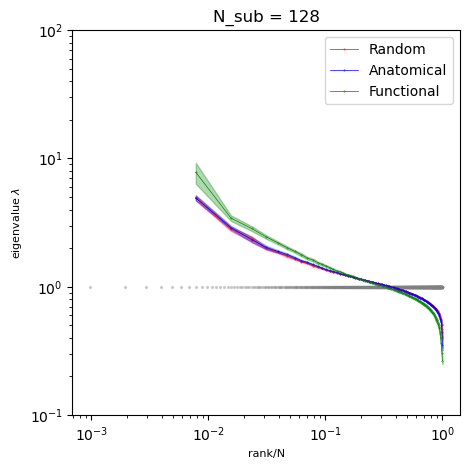 N_sub = 128
Random
Anatomical
Functional
10²
10¹
10⁰
10⁻¹
eigenvalue λ
10⁻³
10⁻²
10⁻¹
10⁰
rank/N